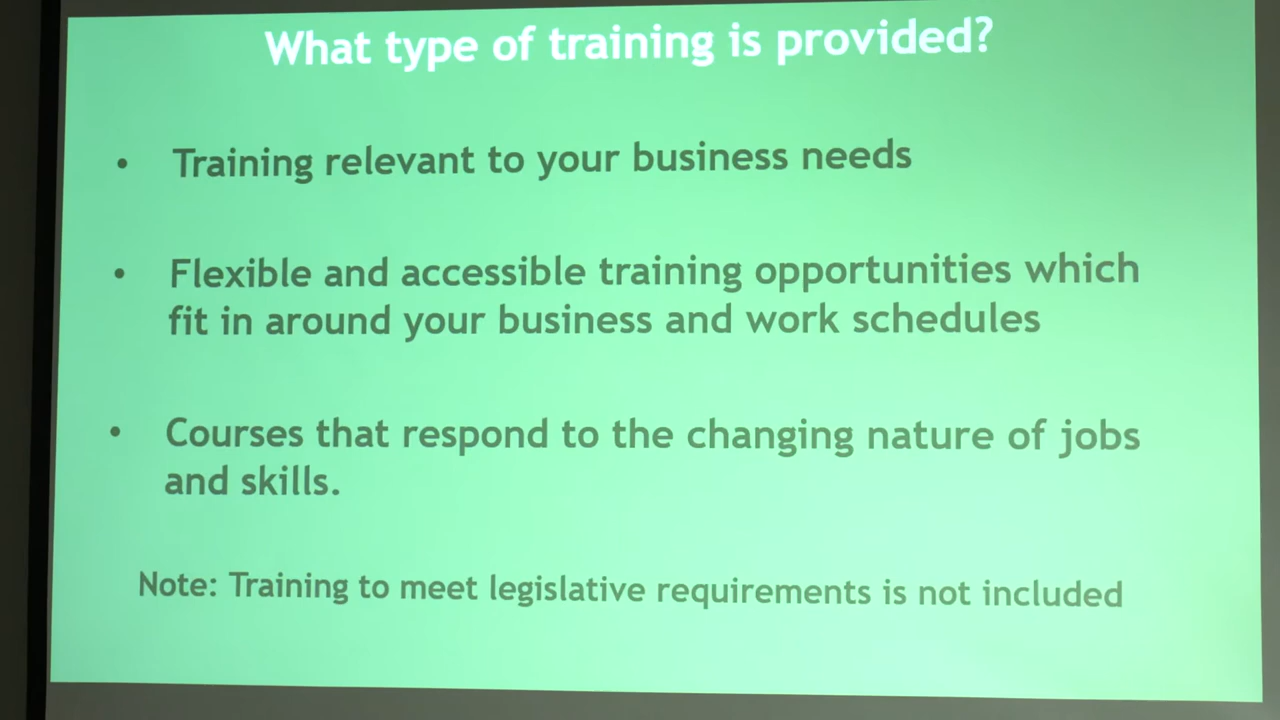 What type of training is provided?
• Training relevant to your business needs
• Flexible and accessible training opportunities which
fit in around your business and work schedules
• Courses that respond to the changing nature of jobs
and skills.
Note: Training to meet legislative requirements is not included